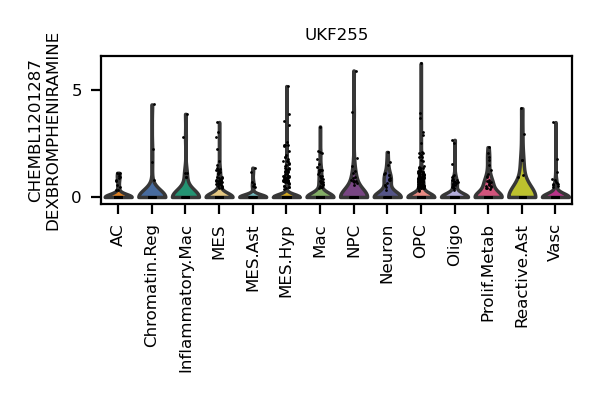 UKF255
CHEMBL1201287
DEXBROMPHENIRAMINE
5
0
AC
Chromatin.Reg
Inflammatory.Mac
MES
MES.Ast
MES.Hyp
Mac
NPC
Neuron
OPC
Oligo
Prolif.Metab
Reactive.Ast
Vasc